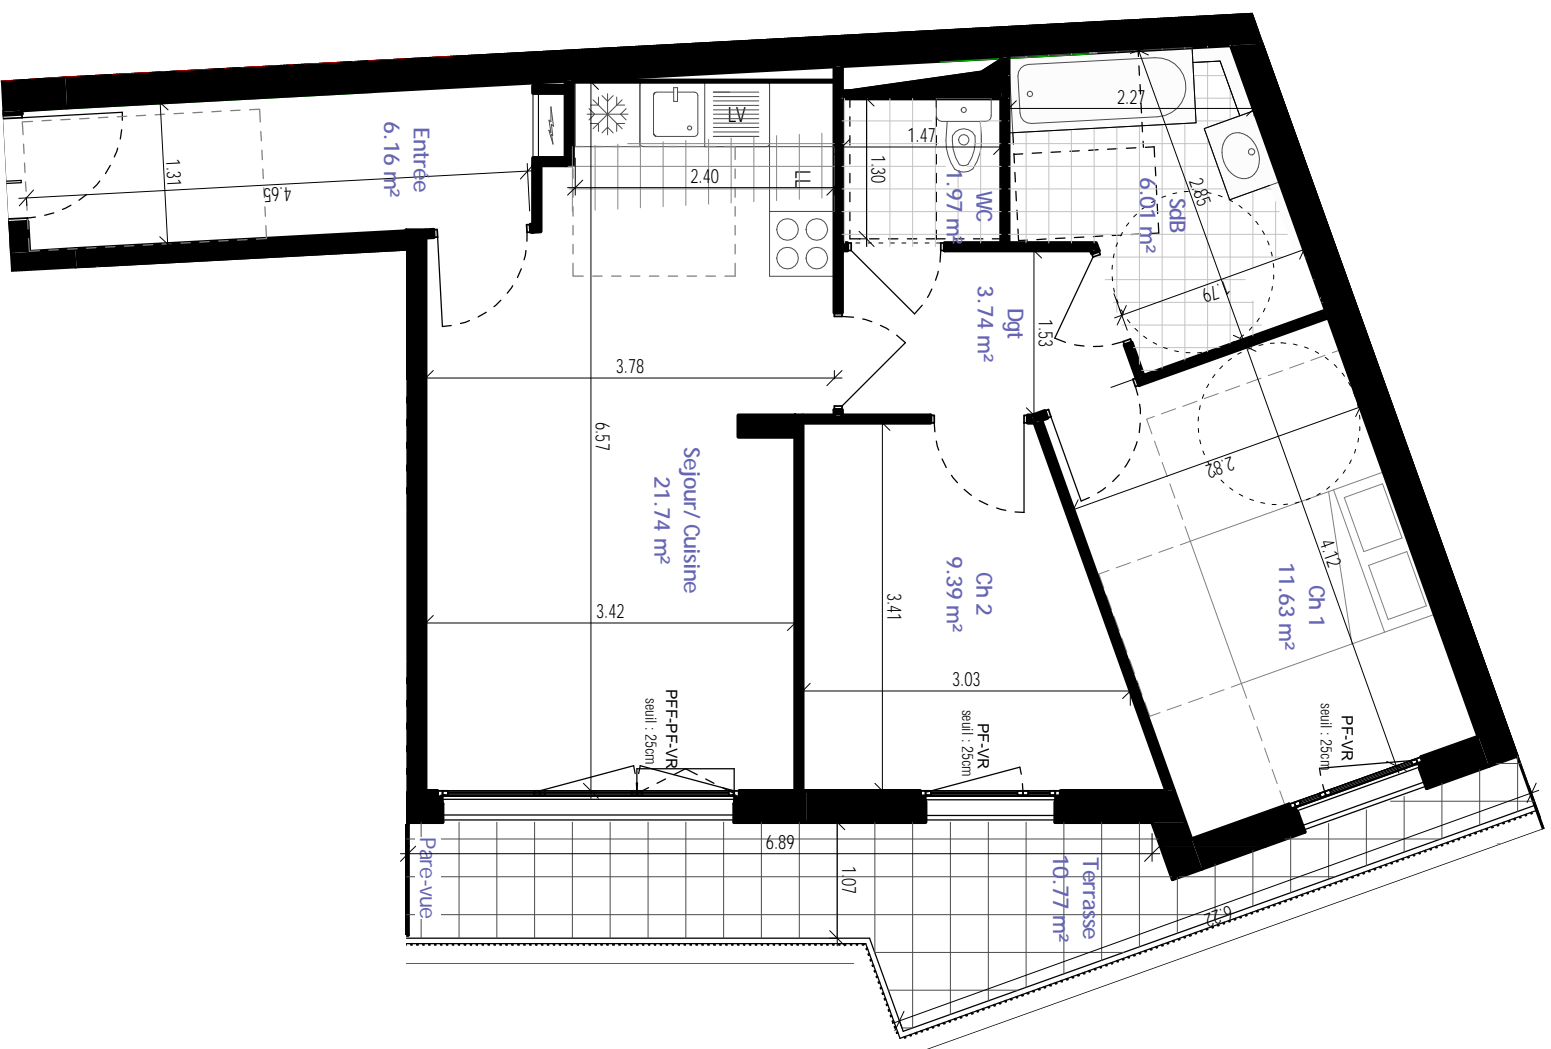 Entrée
6.16 m²
1.31
4.65
LV
LL
2.40
1.47
1.30
WC
1.97 m²
2.27
2.85
SdB
6.01 m²
1.79
Dgt
3.74 m²
1.53
3.78
6.57
Sejour/ Cuisine
21.74 m²
3.42
PFF-PF-VR
seuil : 25cm
Ch 2
9.39 m²
3.41
3.03
PF-VR
seuil : 25cm
2.82
4.12
Ch 1
11.63 m²
PF-VR
seuil : 25cm
Pare-vue
6.89
1.07
Terrasse
10.77 m²
6.22